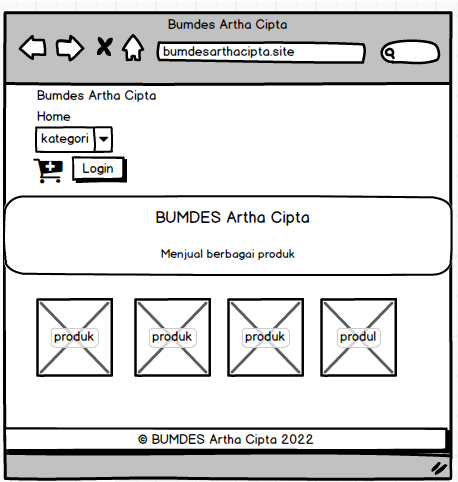 Bumdes Artha Cipta
bumdesarthacipta.site
Bumdes Artha Cipta
Home
kategori
Login
BUMDES Artha Cipta
Menjual berbagai produk
produk produk produk produl
© BUMDES Artha Cipta 2022